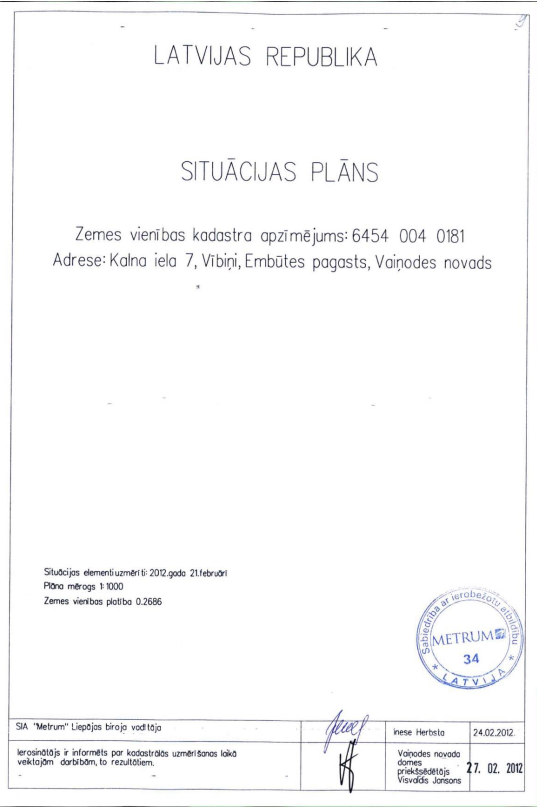 9
LATVIJAS REPUBLIKA
SITUĀCIJAS PLĀNS
Zemes vienības kadastra apzīmējums: 6454 004 0181
Adrese: Kalna iela 7, Vībiņi, Embūtes pagasts, Vaiņodes novads
Situācijas elementi uzmērīti: 2012.gada 21.februārī
Plāna mērogs 1:1000
Zemes vienības platība 0.2686
Sabiedrība ar ierobežotu atbildību
METRUM
34
* LATVIJA *
SIA "Metrum" Liepājas biroja vadītāja
Inese Herbsta
24.02.2012.
Ierosinātājs ir informēts par kadastrālās uzmērīšanas laikā
veiktajām darbībām, to rezultātiem.
Vaiņodes novada
domes
priekšsēdētājs
Visvaldis Jansons
27. 02. 2012